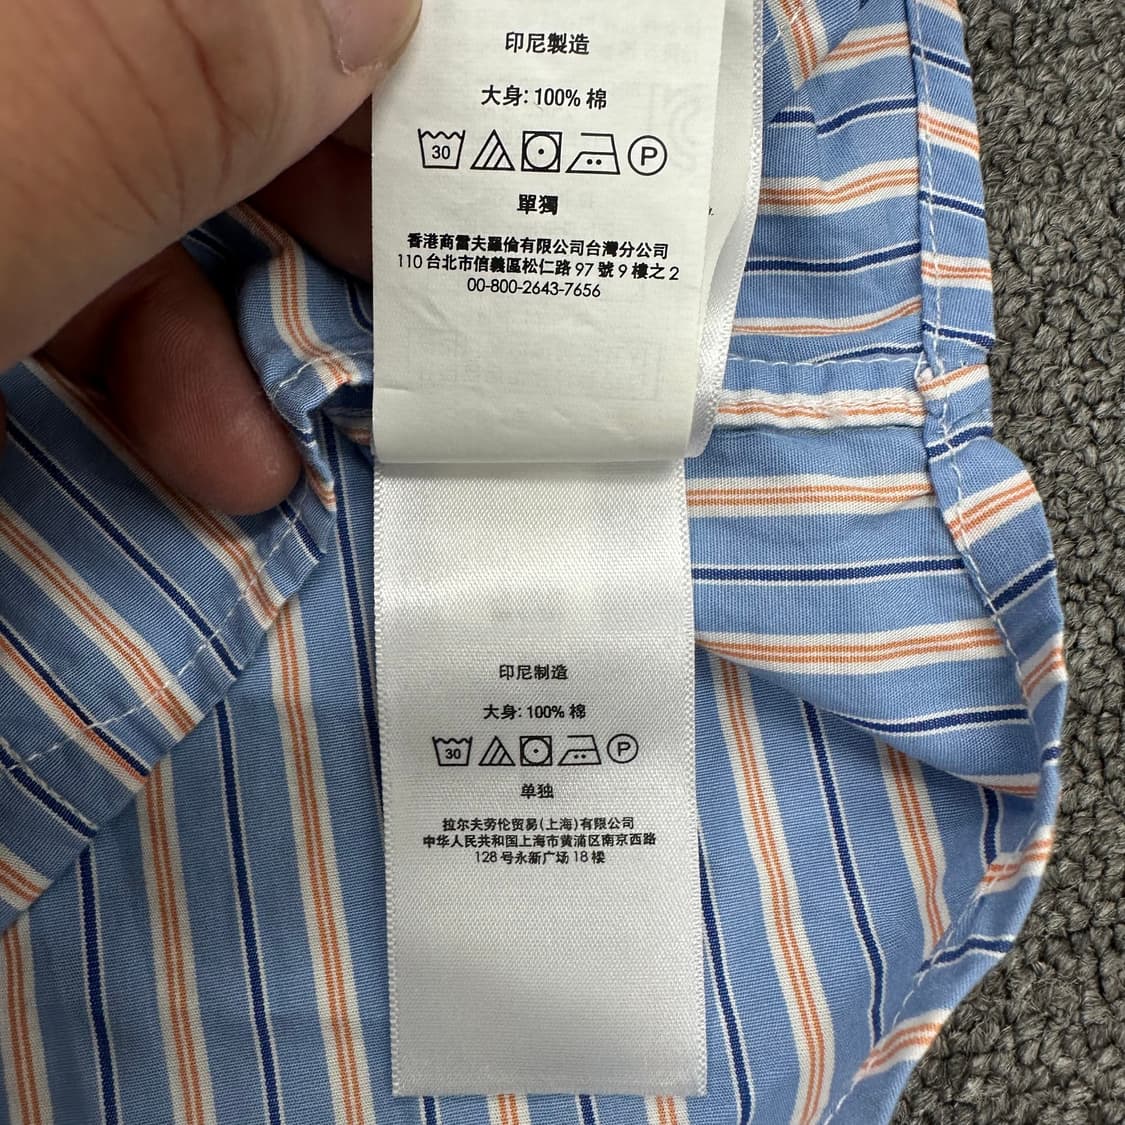 印尼製造
大身: 100% 棉
30 P
單獨
香港商雷夫羅倫有限公司台灣分公司
110 台北市信義區松仁路 97 號 9 樓之 2
00-800-2643-7656
印尼制造
大身: 100% 棉
30 P
单独
拉尔夫劳伦贸易(上海)有限公司
中华人民共和国上海市黄浦区南京西路
128 号永新广场 18 楼